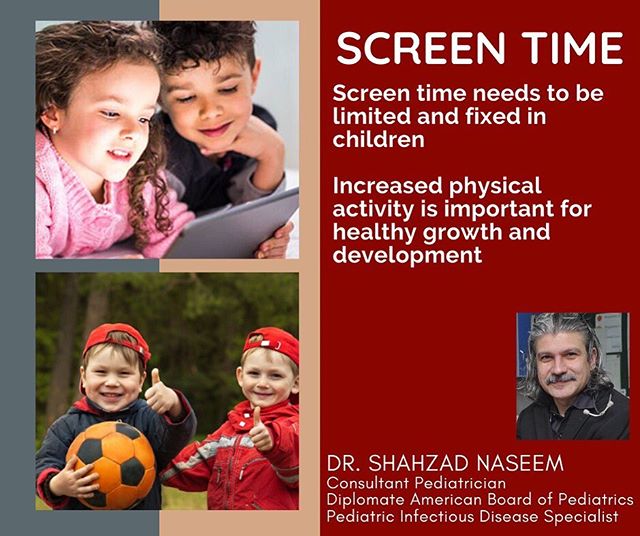 SCREEN TIME
Screen time needs to be
limited and fixed in
children
Increased physical
activity is important for
healthy growth and
development
DR. SHAHZAD NASEEM
Consultant Pediatrician
Diplomate American Board of Pediatrics
Pediatric Infectious Disease Specialist